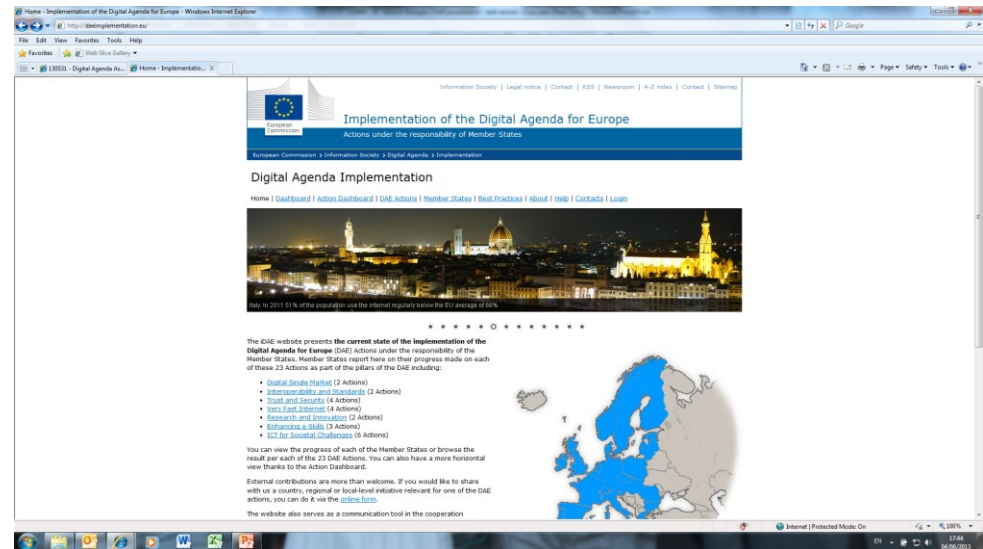 Home - Implementation of the Digital Agenda for Europe - Windows Internet Explorer
http://daeimplementation.eu/
Google
File Edit View Favorites Tools Help
Favorites Web Slice Gallery
130531 - Digital Agenda As... Home - Implementatio... X
Page Safety Tools
Information Society | Legal notice | Contact | RSS | Newsroom | A-Z index | Contact | Sitemap
European
Commission
Implementation of the Digital Agenda for Europe
Actions under the responsibility of Member States
European Commission > Information Society > Digital Agenda > Implementation
Digital Agenda Implementation
Home | Dashboard | Action Dashboard | DAE Actions | Member States | Best Practices | About | Help | Contacts | Login
Italy: In 2011 51% of the population use the internet regularly below the EU average of 68%
The iDAE website presents the current state of the implementation of the
Digital Agenda for Europe (DAE) Actions under the responsibility of the
Member States. Member States report here on their progress made on each
of these 23 Actions as part of the pillars of the DAE including:
• Digital Single Market (2 Actions)
• Interoperability and Standards (2 Actions)
• Trust and Security (4 Actions)
• Very Fast Internet (4 Actions)
• Research and Innovation (2 Actions)
• Enhancing e-Skills (3 Actions)
• ICT for Societal Challenges (6 Actions)
You can view the progress of each of the Member States or browse the
result per each of the 23 DAE Actions. You can also have a more horizontal
view thanks to the Action Dashboard.
External contributions are more than welcome. If you would like to share
with us a country, regional or local-level initiative relevant for one of the DAE
actions, you can do it via the online form.
The website also serves as a communication tool in the cooperation
Internet | Protected Mode: On
100%
EN
17:44
04/06/2013